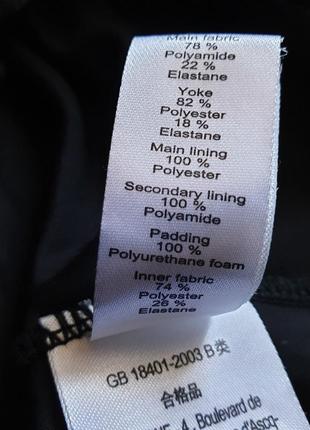 Main fabric
78 %
Polyamide
22 %
Elastane
Yoke
82 %
Polyester
18 %
Elastane
Main lining
100 %
Polyester
Secondary lining
100 %
Polyamide
Padding
100 %
Polyurethane foam
Inner fabric
74 %
Polyester
26 %
Elastane
GB 18401-2003 B类
合格品
4, Boulevard de
d'Ascq-